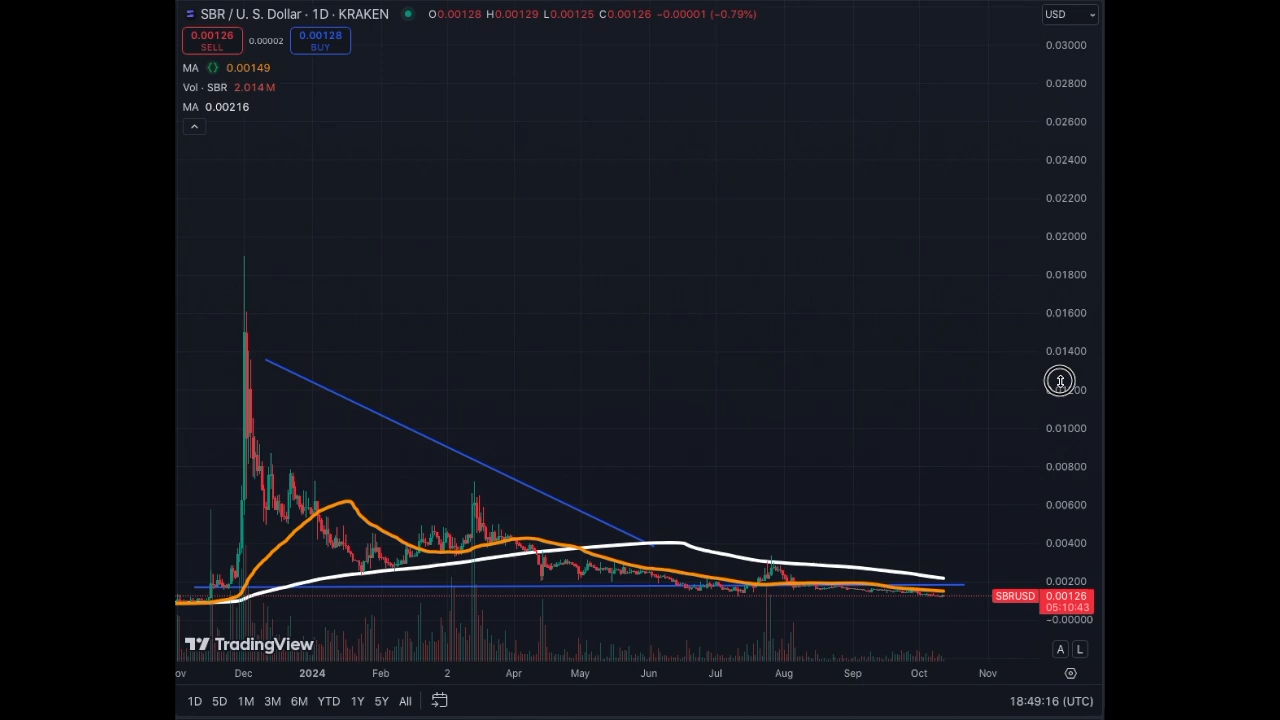 SBR / U. S. Dollar · 1D · KRAKEN O0.00128 H0.00129 L0.00125 C0.00126 −0.00001 (−0.79%) USD
0.00126 0.00002 0.00128
SELL BUY
MA {} 0.00149
Vol · SBR 2.014 M
MA 0.00216
0.03000
0.02800
0.02600
0.02400
0.02200
0.02000
0.01800
0.01600
0.01400
0.01000
0.00800
0.00600
0.00400
0.00200
SBRUSD 0.00126
05:10:43
−0.00000
TradingView
A L
ov Dec 2024 Feb 2 Apr May Jun Jul Aug Sep Oct Nov
1D 5D 1M 3M 6M YTD 1Y 5Y All 18:49:16 (UTC)